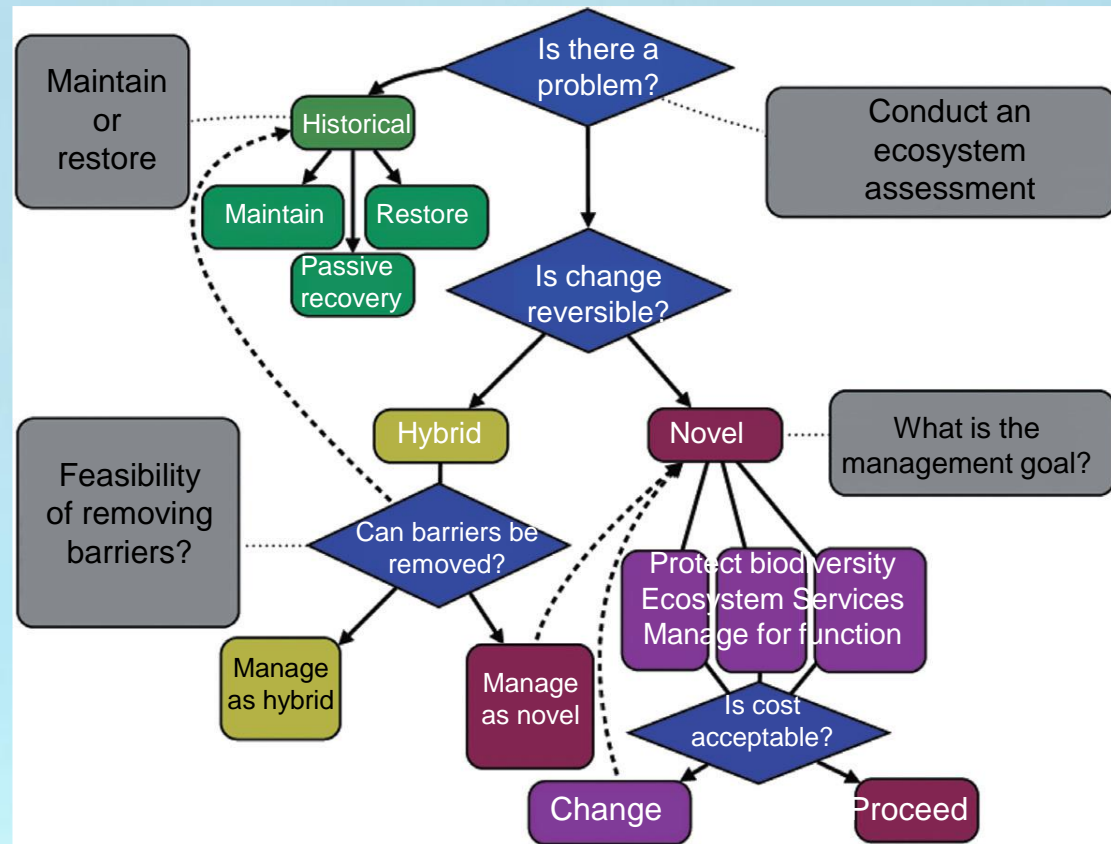 Is there a
problem?
Maintain
or
restore
Historical
Conduct an
ecosystem
assessment
Maintain
Restore
Passive
recovery
Is change
reversible?
Hybrid
Novel
What is the
management goal?
Feasibility
of removing
barriers?
Can barriers be
removed?
Protect biodiversity
Ecosystem Services
Manage for function
Manage
as hybrid
Manage
as novel
Is cost
acceptable?
Change
Proceed